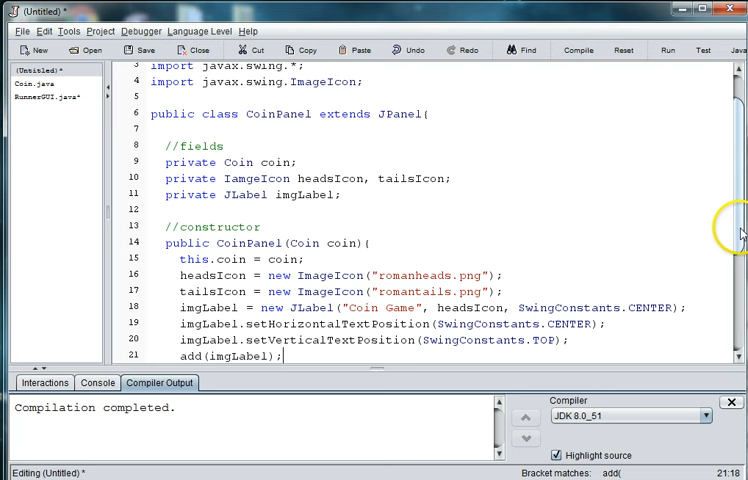 (Untitled) *
File Edit Tools Project Debugger Language Level Help
New Open Save Close Cut Copy Paste Undo Redo Find Compile Reset Run Test Java
(Untitled) *
Coin.java
RunnerGUI.java*
3 import javax.swing.*;
4 import javax.swing.ImageIcon;
5
6 public class CoinPanel extends JPanel{
7
8 //fields
9 private Coin coin;
10 private IamgeIcon headsIcon, tailsIcon;
11 private JLabel imgLabel;
12
13 //constructor
14 public CoinPanel(Coin coin){
15 this.coin = coin;
16 headsIcon = new ImageIcon("romanheads.png");
17 tailsIcon = new ImageIcon("romantails.png");
18 imgLabel = new JLabel("Coin Game", headsIcon, SwingConstants.CENTER);
19 imgLabel.setHorizontalTextPosition(SwingConstants.CENTER);
20 imgLabel.setVerticalTextPosition(SwingConstants.TOP);
21 add(imgLabel);
Interactions Console Compiler Output
Compilation completed.
Compiler
JDK 8.0_51
Highlight source
Editing (Untitled) *
Bracket matches: add(
21:18